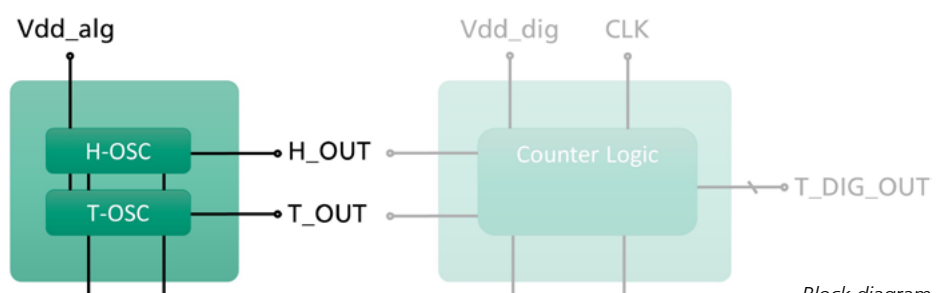 Vdd_alg
Vdd_dig
CLK
H-OSC
H_OUT
Counter Logic
T-OSC
T_OUT
T_DIG_OUT
Block diagram